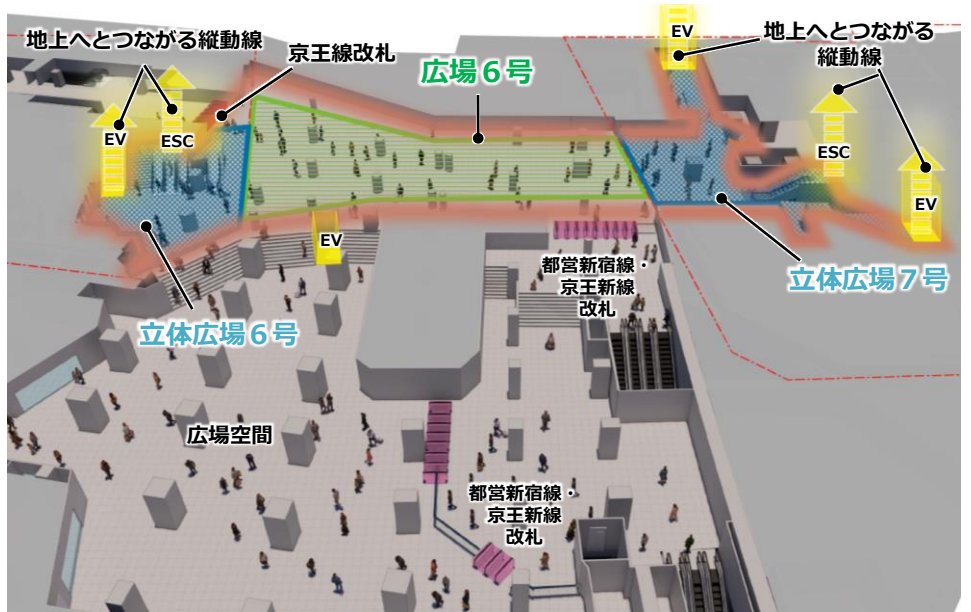 地上へとつながる縦動線
京王線改札
広場６号
EV
地上へとつながる
縦動線
EV
ESC
ESC
EV
EV
都営新宿線・
京王新線
改札
立体広場７号
立体広場６号
広場空間
都営新宿線・
京王新線
改札